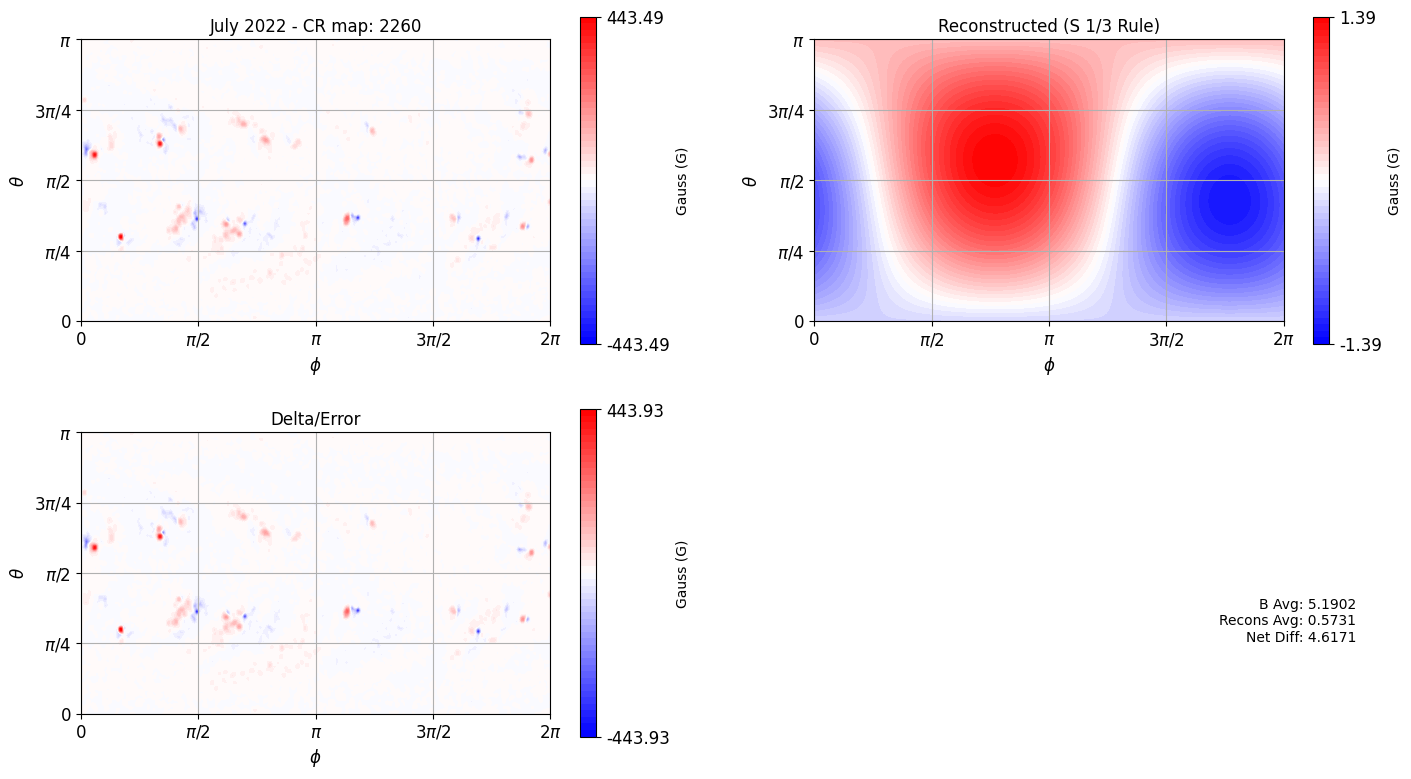 July 2022 - CR map: 2260
π
3π/4
π/2
π/4
0
θ
0
π/2
π
3π/2
2π
ϕ
443.49
-443.49
Gauss (G)
Reconstructed (S 1/3 Rule)
π
3π/4
π/2
π/4
0
θ
0
π/2
π
3π/2
2π
ϕ
1.39
-1.39
Gauss (G)
Delta/Error
π
3π/4
π/2
π/4
0
θ
0
π/2
π
3π/2
2π
ϕ
443.93
-443.93
Gauss (G)
B Avg: 5.1902
Recons Avg: 0.5731
Net Diff: 4.6171